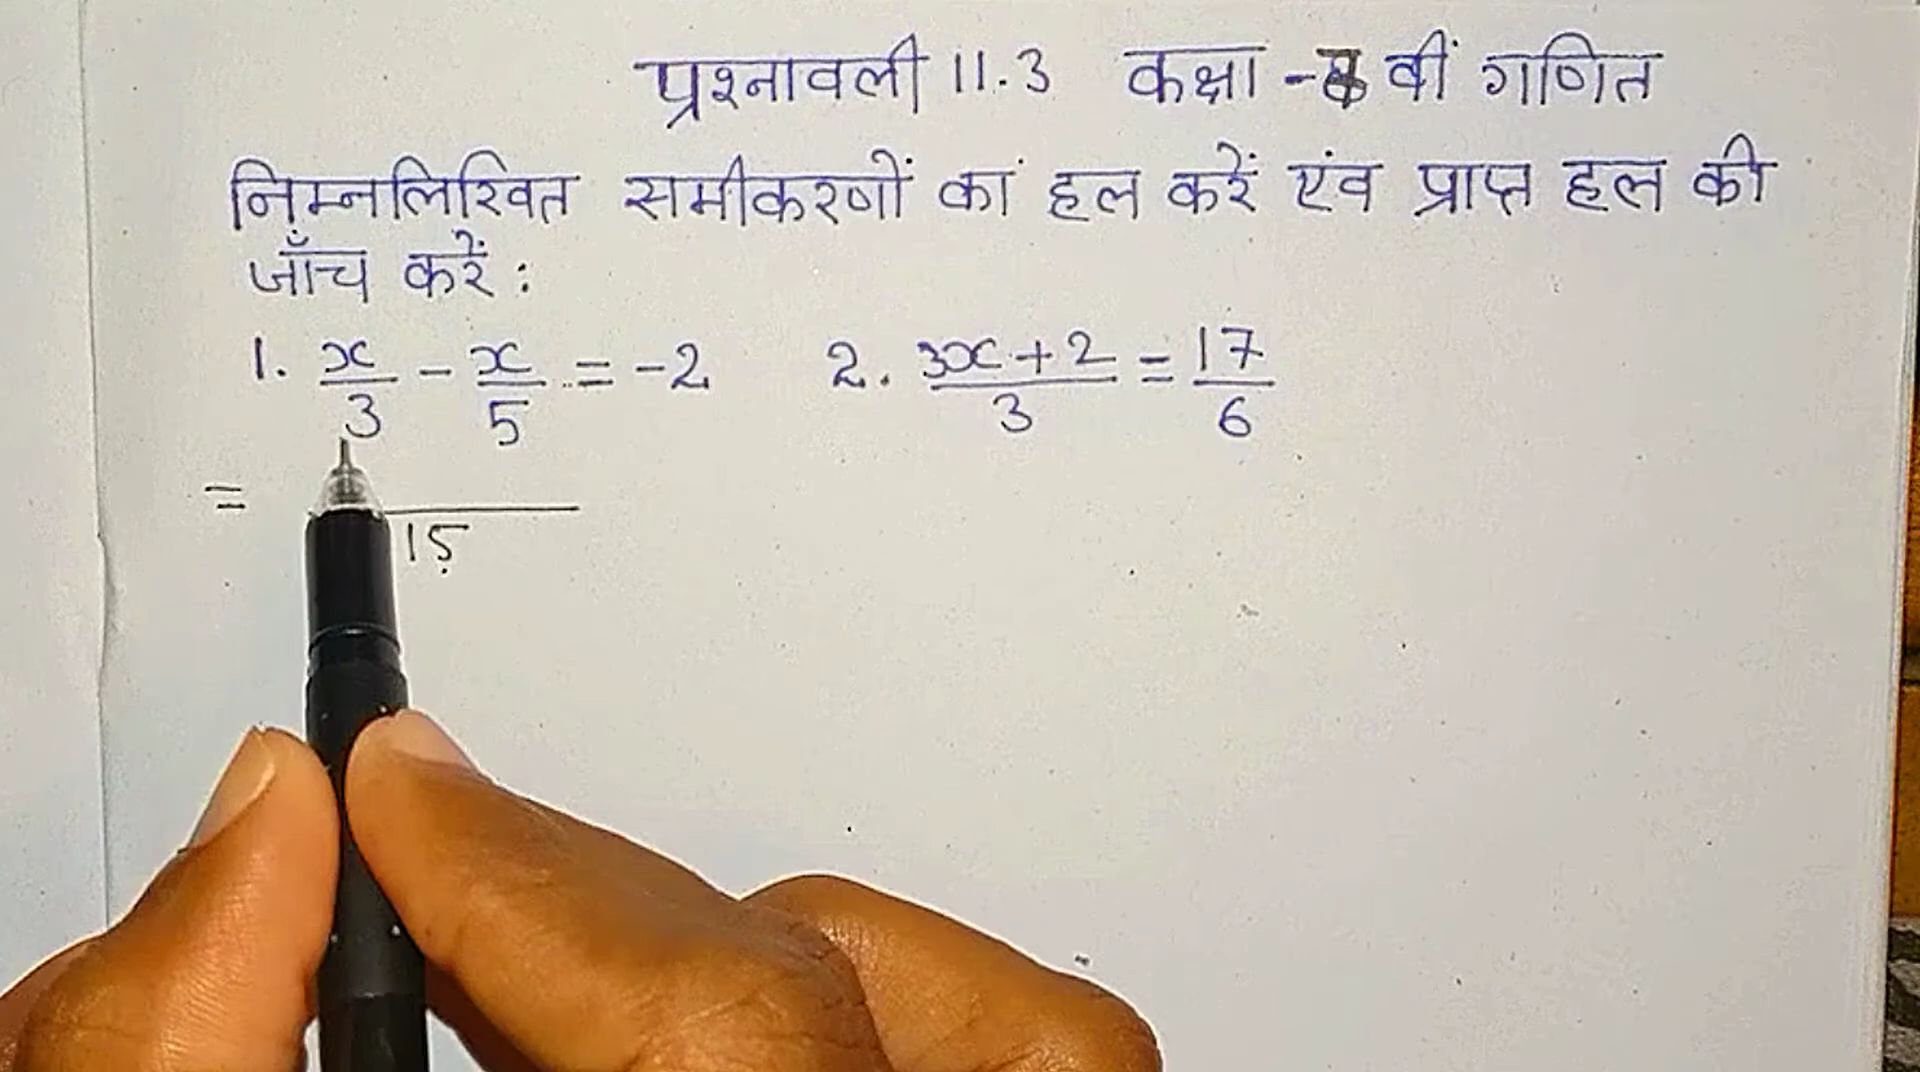 प्रश्नावली 11.3 कक्षा - वीं गणित
निम्नलिखित समीकरणों कां हल करें एंव प्राप्त हल की
जाँच करें :
1. x/3 - x/5 = -2 2. 3x+2/3 = 17/6
= /15